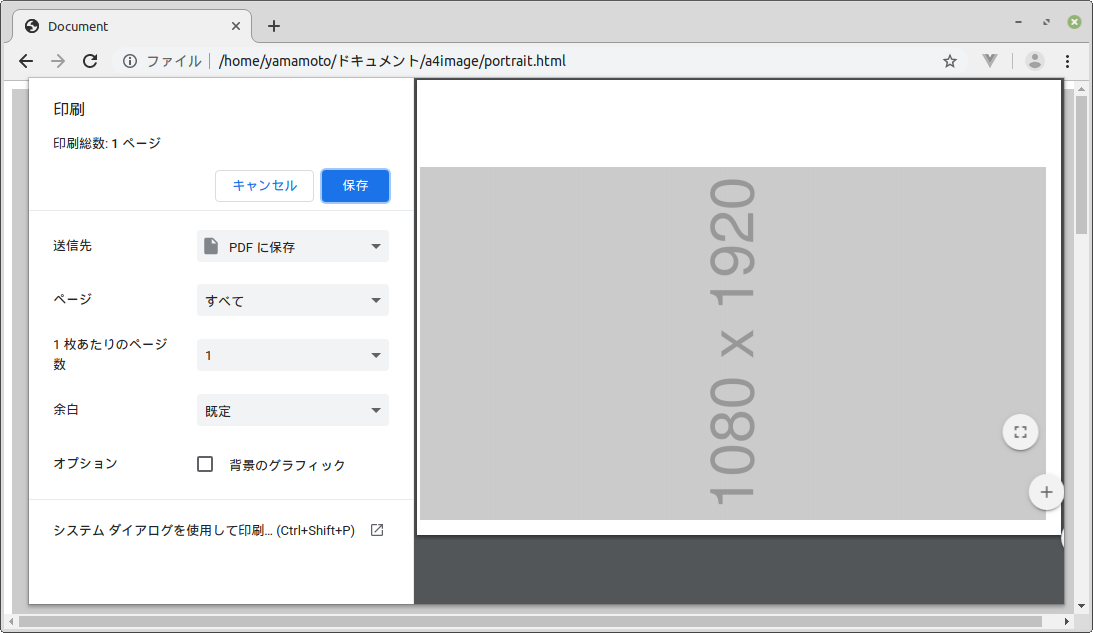 Document
ファイル
/home/yamamoto/ドキュメント/a4image/portrait.html
印刷
印刷総数: 1 ページ
キャンセル
保存
送信先
PDF に保存
ページ
すべて
1 枚あたりのページ
数
1
余白
既定
オプション
背景のグラフィック
システム ダイアログを使用して印刷... (Ctrl+Shift+P)
1080 x 1920